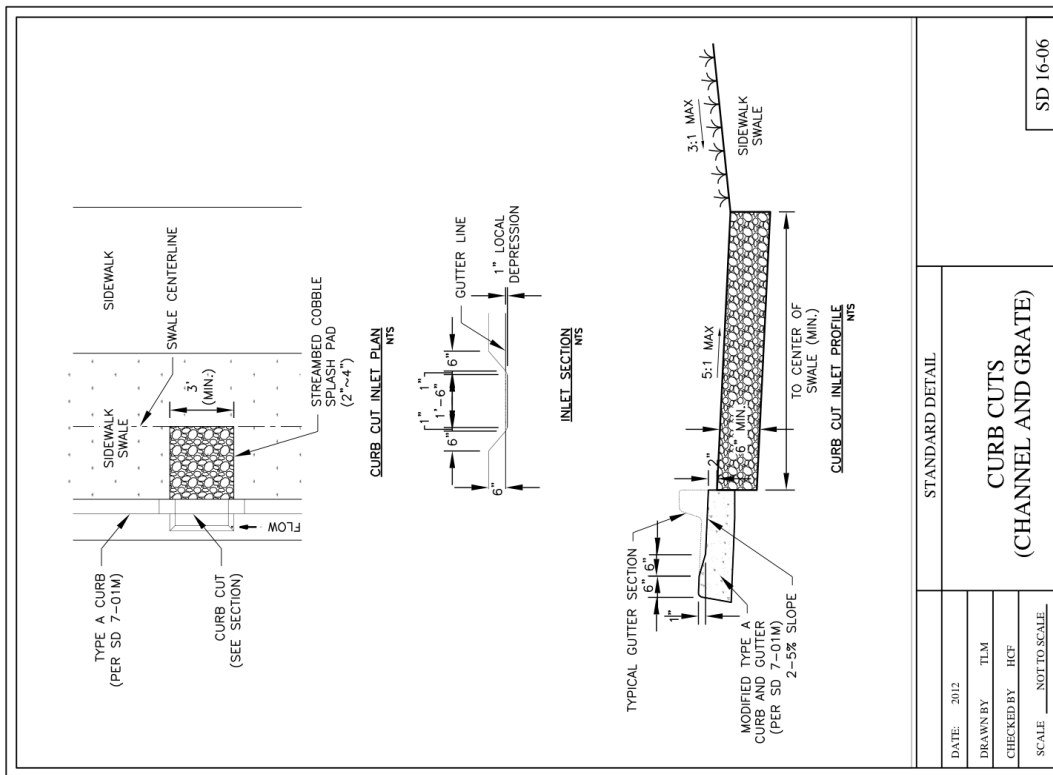 TYPE A CURB
(PER SD 7-01M)
CURB CUT
(SEE SECTION)
FLOW
SIDEWALK
SWALE
3'
(MIN.)
SIDEWALK
SWALE CENTERLINE
STREAMBED COBBLE
SPLASH PAD
(2"~4")
CURB CUT INLET PLAN
NTS
6"
6"
1"
1'-6"
1"
6"
GUTTER LINE
1" LOCAL
DEPRESSION
INLET SECTION
NTS
TYPICAL GUTTER SECTION
6"
6"
1"
MODIFIED TYPE A
CURB AND GUTTER
(PER SD 7-01M)
2-5% SLOPE
2"
6" MIN.
5:1 MAX
3:1 MAX
SIDEWALK
SWALE
TO CENTER OF
SWALE (MIN.)
CURB CUT INLET PROFILE
NTS
DATE: 2012
DRAWN BY TLM
CHECKED BY HCF
SCALE NOT TO SCALE
STANDARD DETAIL
CURB CUTS
(CHANNEL AND GRATE)
SD 16-06